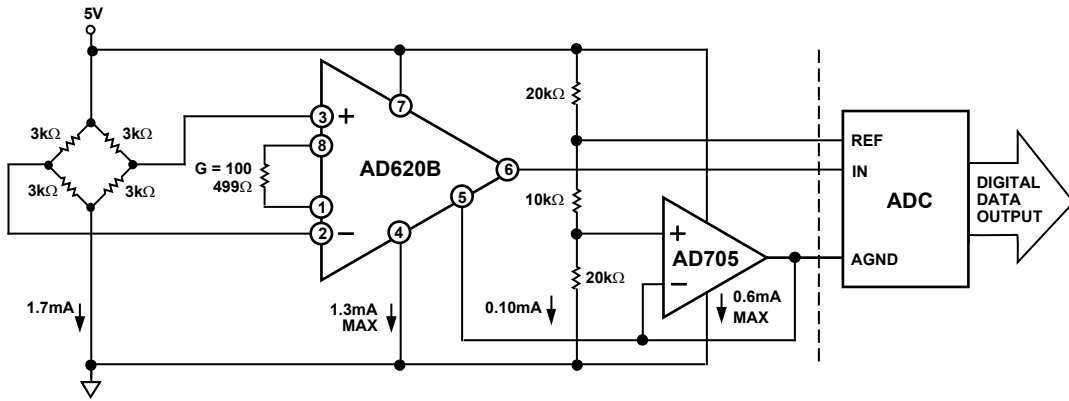 5V
3kΩ
3kΩ
3kΩ
3kΩ
1.7mA
G = 100
499Ω
3
8
1
2
+
−
7
AD620B
6
5
4
1.3mA
MAX
20kΩ
10kΩ
20kΩ
0.10mA
+
AD705
−
0.6mA
MAX
REF
IN
ADC
AGND
DIGITAL
DATA
OUTPUT